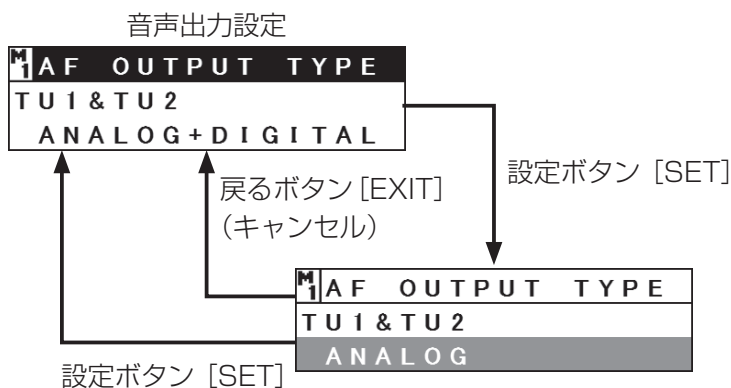 音声出力設定
M1 AF OUTPUT TYPE
TU1&TU2
ANALOG+DIGITAL
戻るボタン［EXIT］
（キャンセル）
設定ボタン［SET］
M1 AF OUTPUT TYPE
TU1&TU2
ANALOG
設定ボタン［SET］